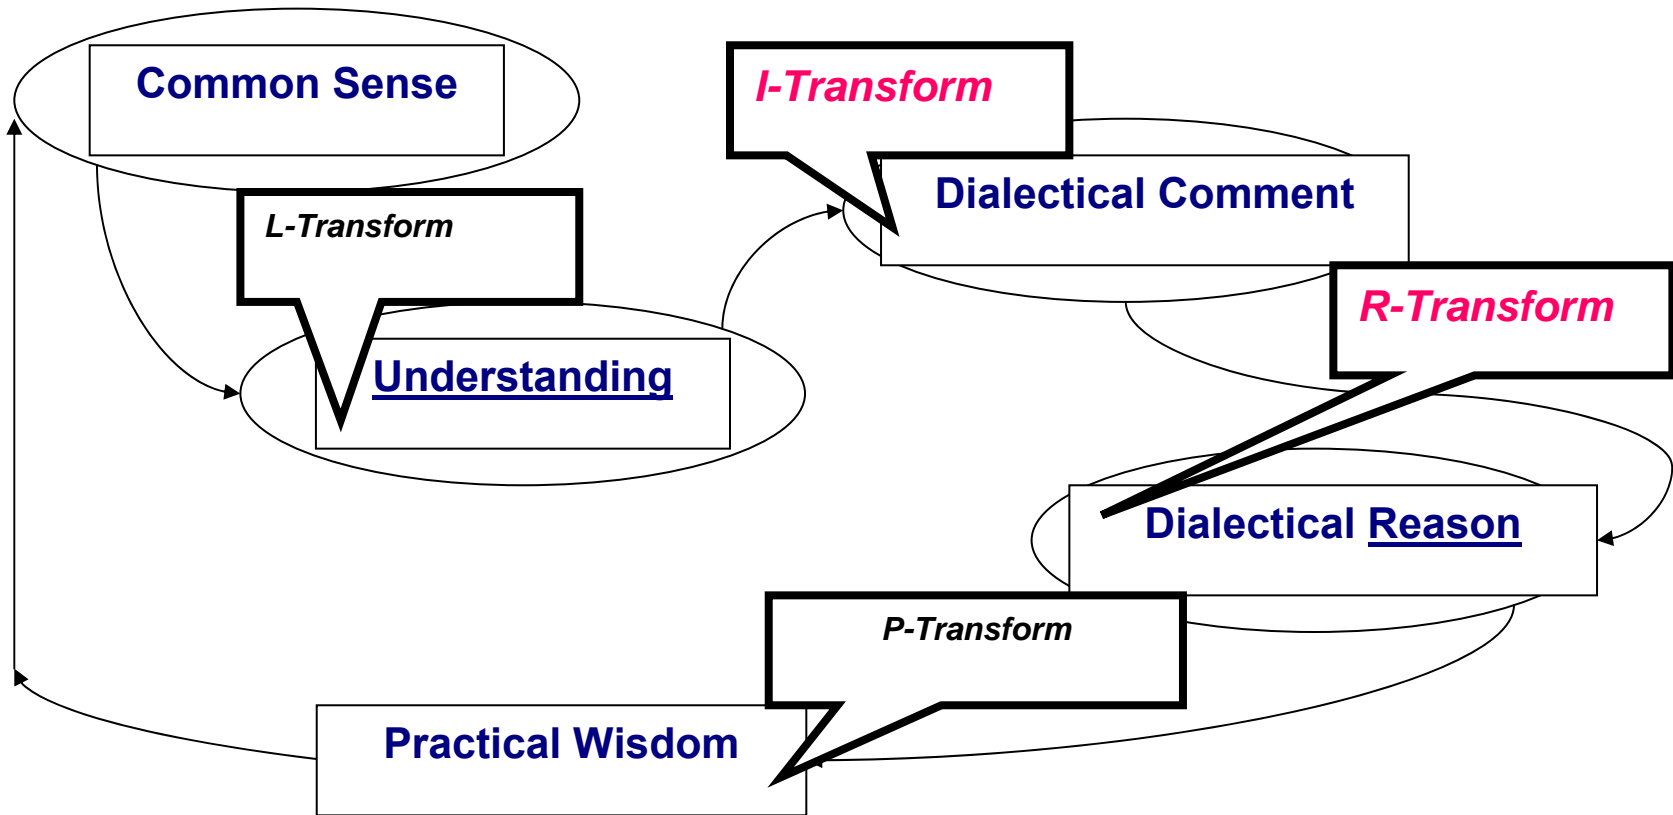 Common Sense
I-Transform
Dialectical Comment
L-Transform
R-Transform
Understanding
Dialectical Reason
P-Transform
Practical Wisdom